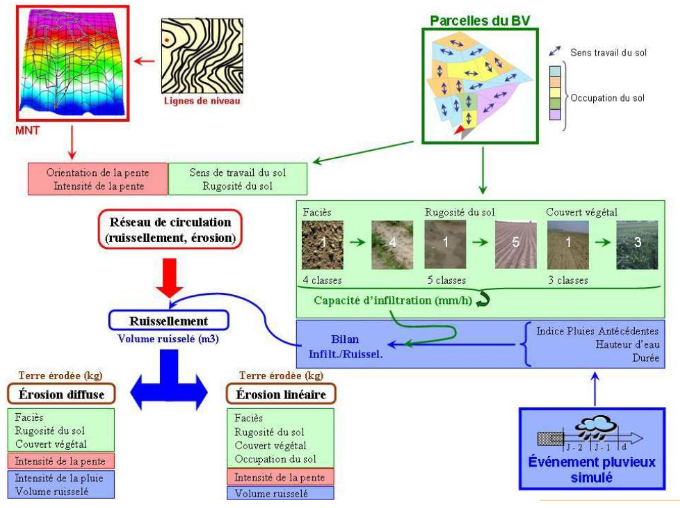 Parcelles du BV
Sens travail du sol
Occupation du sol
Lignes de niveau
MNT
Orientation de la pente
Intensité de la pente
Sens de travail du sol
Rugosité du sol
Réseau de circulation
(ruissellement, érosion)
Faciès
Rugosité du sol
Couvert végétal
1
4
1
5
1
3
4 classes
5 classes
3 classes
Capacité d'infiltration (mm/h)
Ruissellement
Volume ruisselé (m3)
Bilan
Infilt./Ruissel.
Indice Pluies Antécédentes
Hauteur d'eau
Durée
Terre érodée (kg)
Érosion diffuse
Faciès
Rugosité du sol
Couvert végétal
Intensité de la pente
Intensité de la pluie
Volume ruisselé
Terre érodée (kg)
Érosion linéaire
Faciès
Rugosité du sol
Couvert végétal
Occupation du sol
Intensité de la pente
Volume ruisselé
J - 2
J - 1
d
Événement pluvieux
simulé